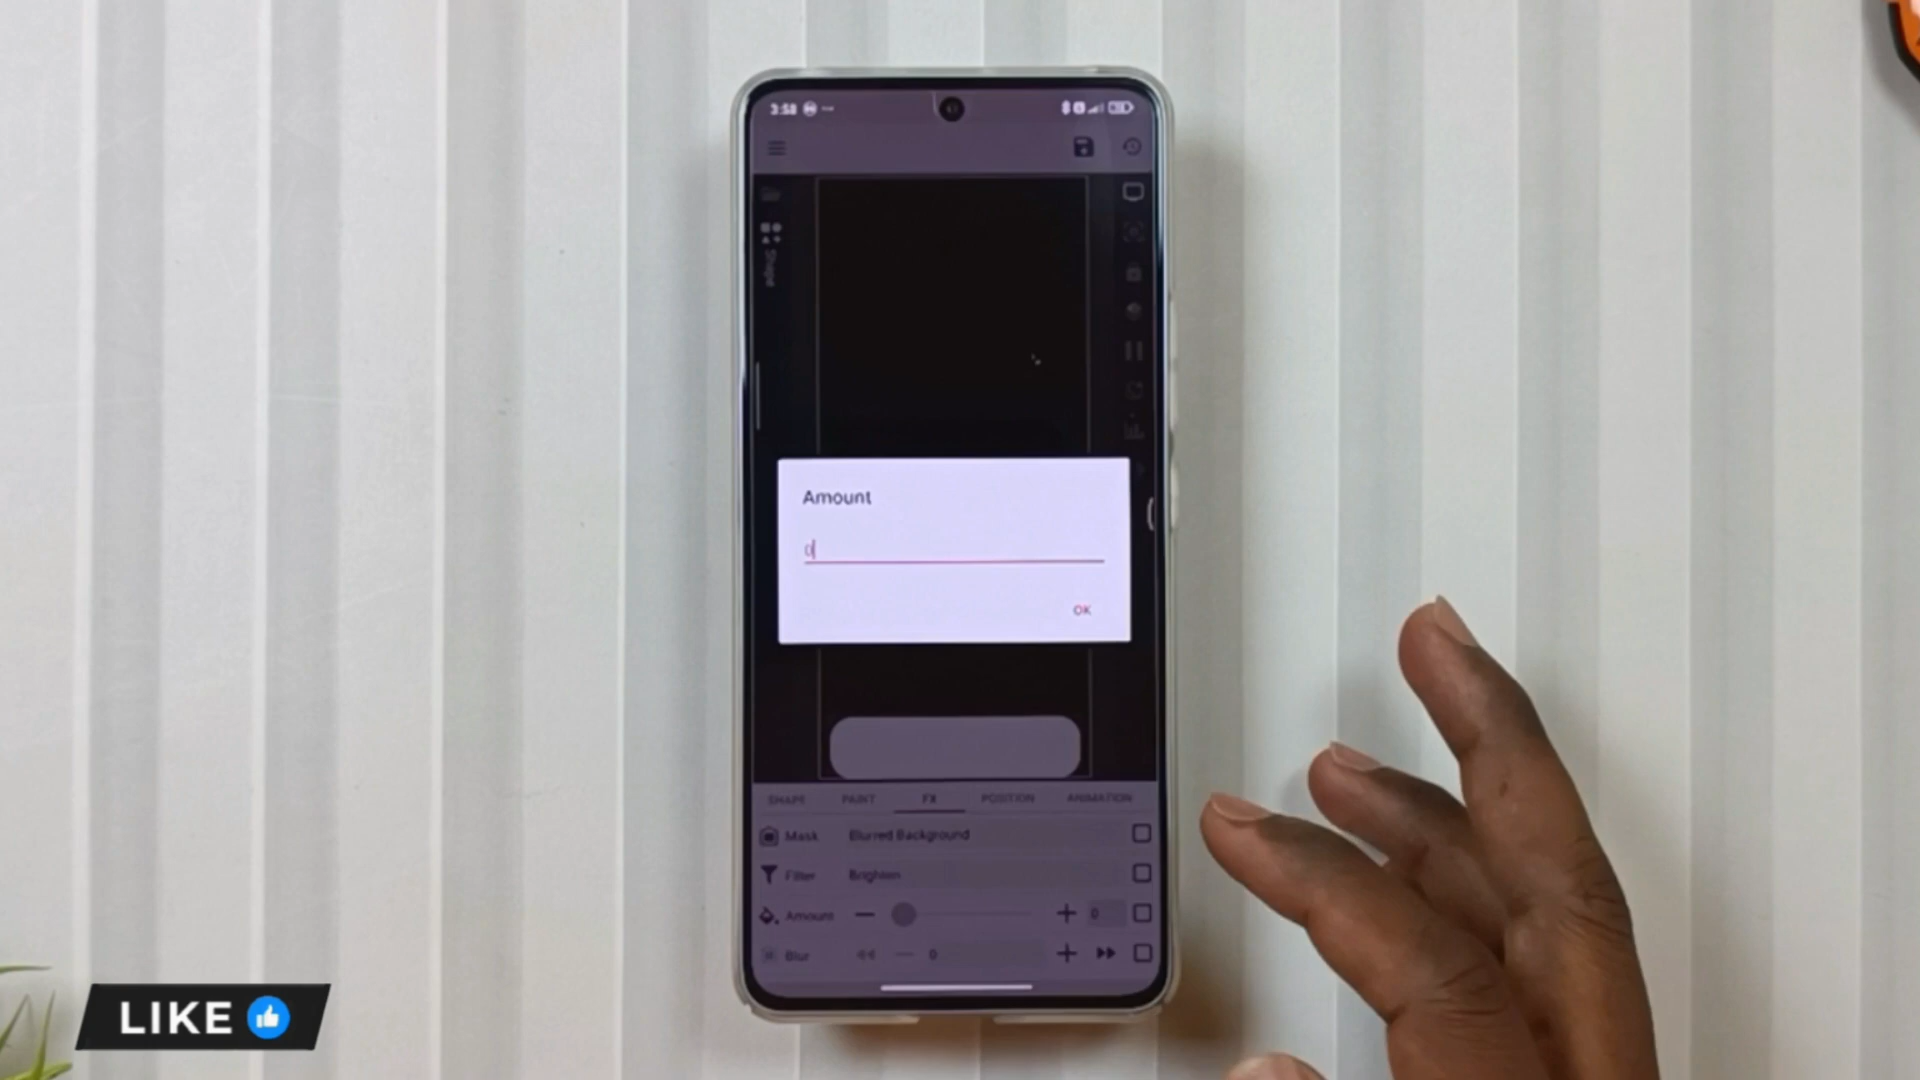 3:58
Shape
Amount
0
OK
SHAPE PAINT FX POSITION ANIMATION
Mask Blurred Background
Filter Brighten
Amount 0
Blur 0
LIKE